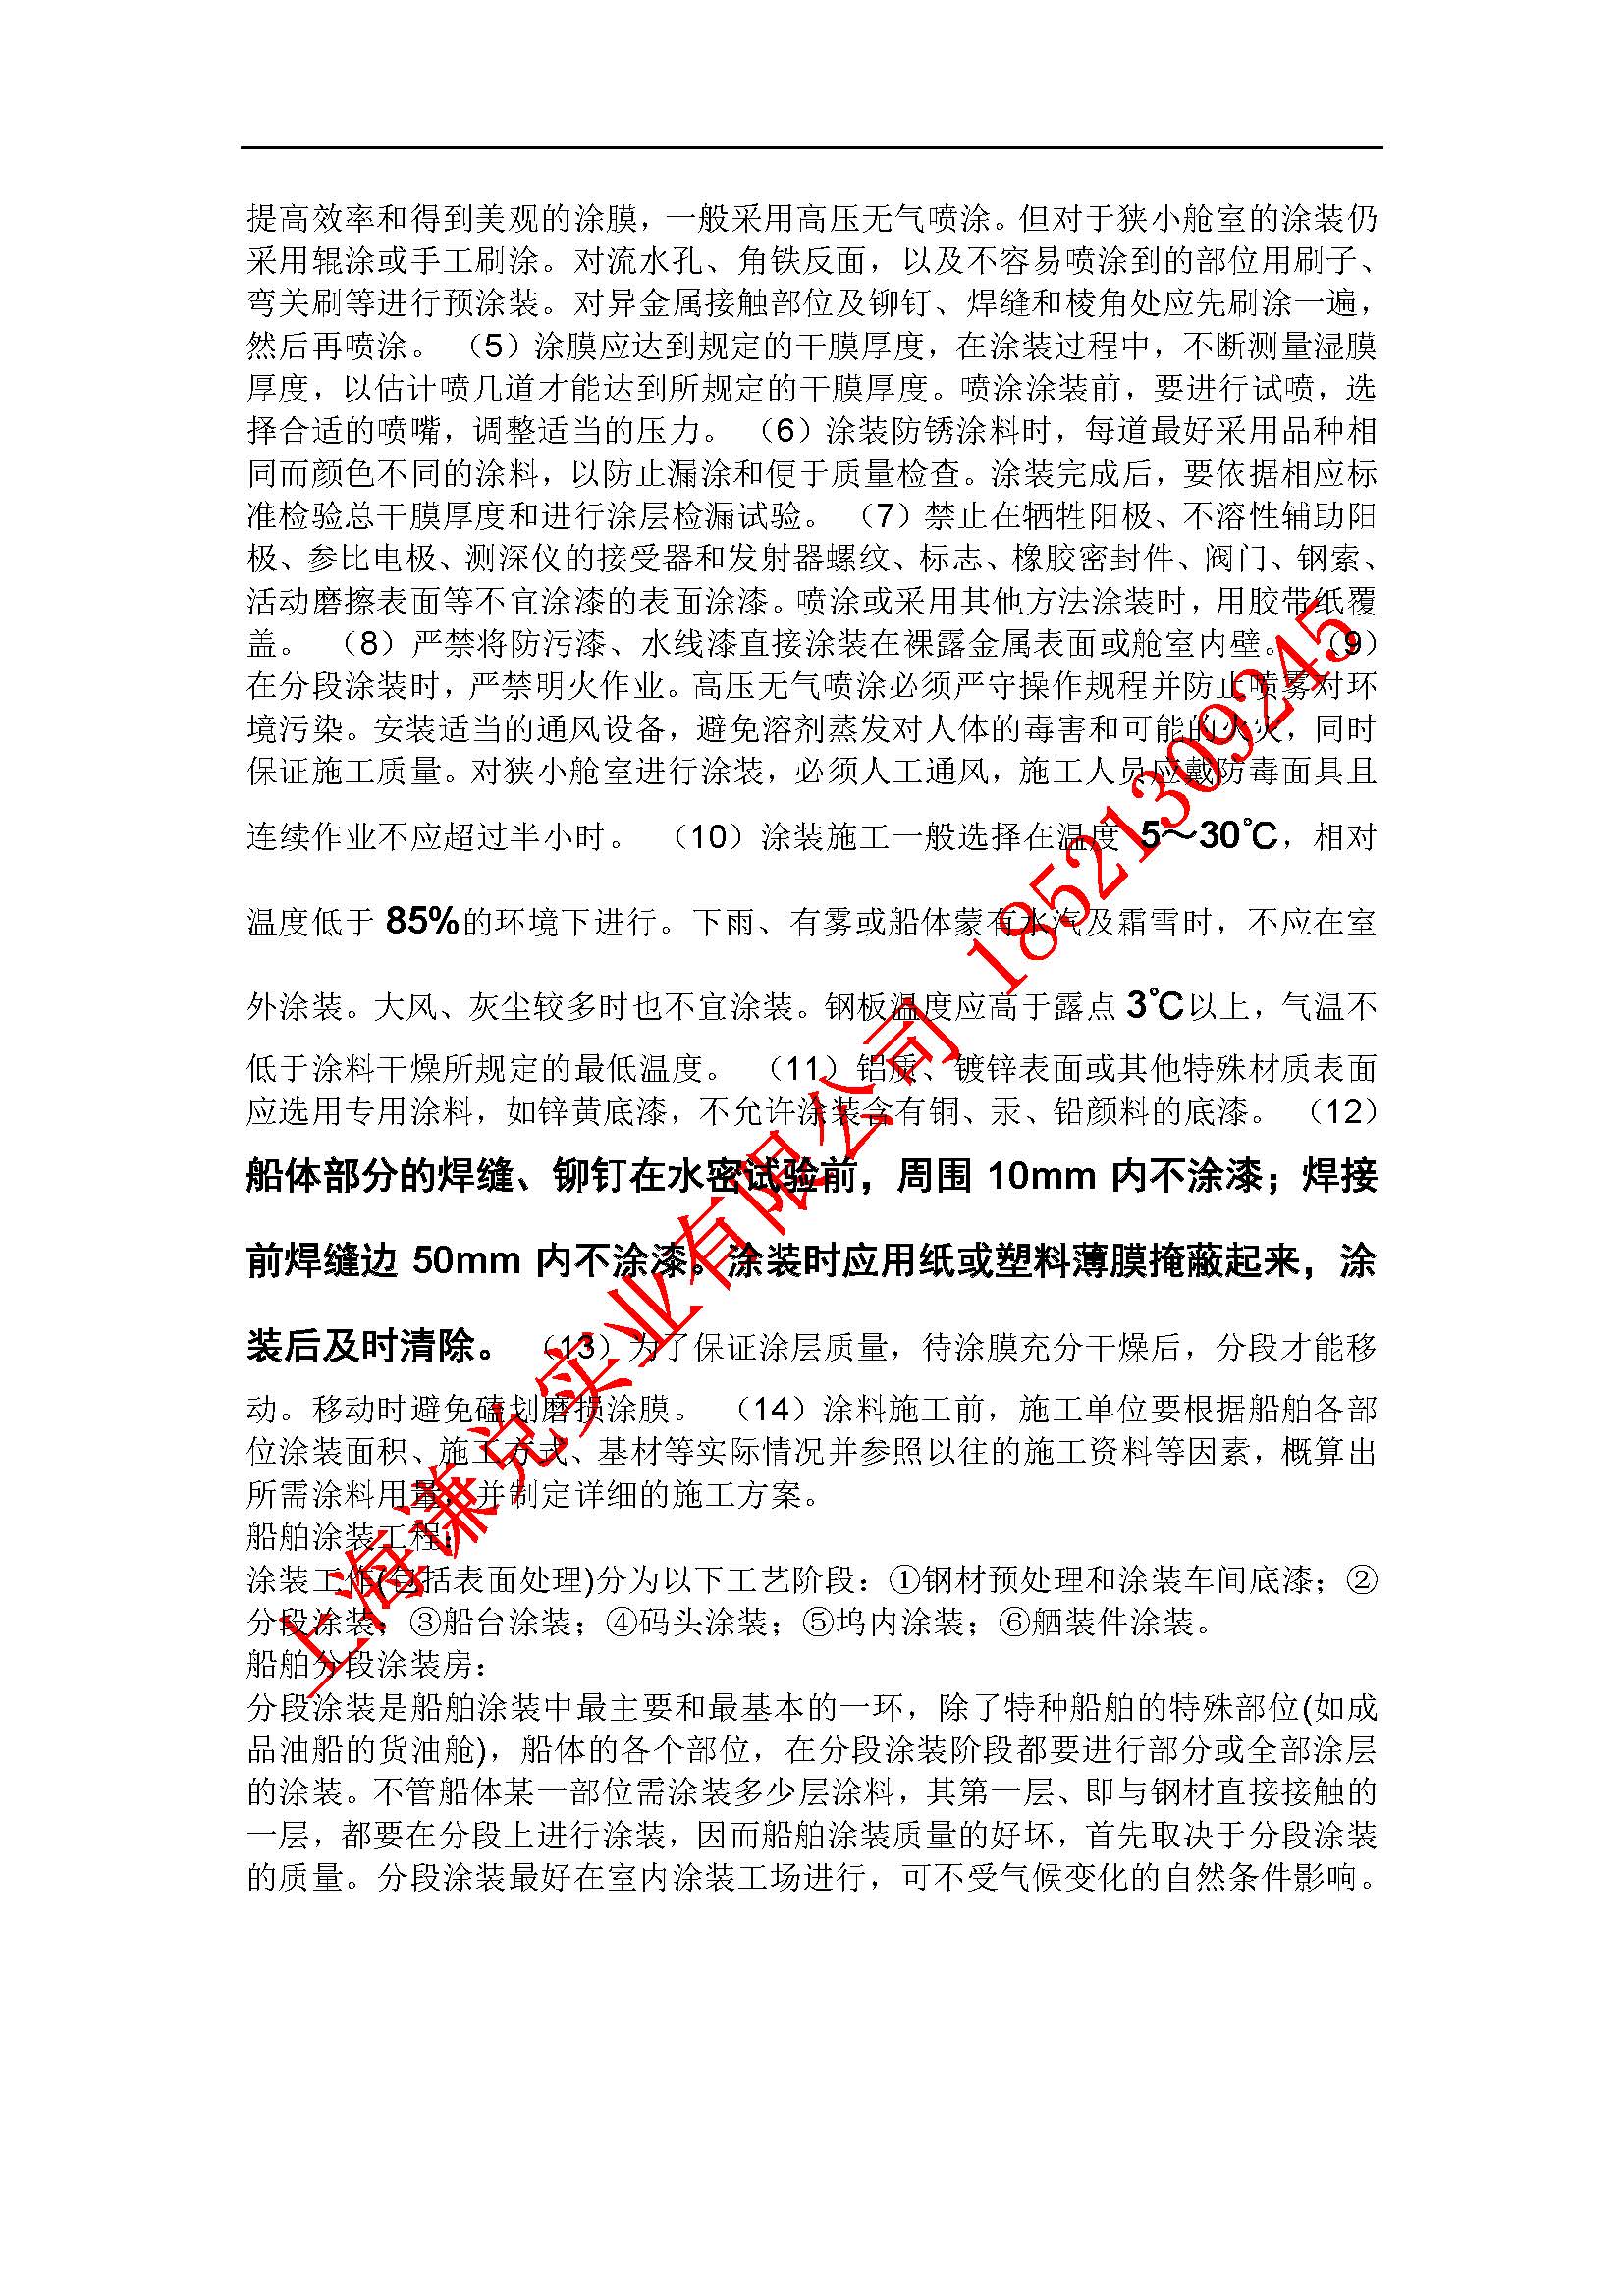 提高效率和得到美观的涂膜，一般采用高压无气喷涂。但对于狭小舱室的涂装仍
采用辊涂或手工刷涂。对流水孔、角铁反面，以及不容易喷涂到的部位用刷子、
弯关刷等进行预涂装。对异金属接触部位及铆钉、焊缝和棱角处应先刷涂一遍，
然后再喷涂。 （5）涂膜应达到规定的干膜厚度，在涂装过程中，不断测量湿膜
厚度，以估计喷几道才能达到所规定的干膜厚度。喷涂涂装前，要进行试喷，选
择合适的喷嘴，调整适当的压力。 （6）涂装防锈涂料时，每道最好采用品种相
同而颜色不同的涂料，以防止漏涂和便于质量检查。涂装完成后，要依据相应标
准检验总干膜厚度和进行涂层检漏试验。 （7）禁止在牺牲阳极、不溶性辅助阳
极、参比电极、测深仪的接受器和发射器螺纹、标志、橡胶密封件、阀门、钢索、
活动磨擦表面等不宜涂漆的表面涂漆。喷涂或采用其他方法涂装时，用胶带纸覆
盖。 （8）严禁将防污漆、水线漆直接涂装在裸露金属表面或舱室内壁。 （9）
在分段涂装时，严禁明火作业。高压无气喷涂必须严守操作规程并防止喷雾对环
境污染。安装适当的通风设备，避免溶剂蒸发对人体的毒害和可能的火灾，同时
保证施工质量。对狭小舱室进行涂装，必须人工通风，施工人员应戴防毒面具且
连续作业不应超过半小时。 （10）涂装施工一般选择在温度 5～30℃，相对
温度低于 85%的环境下进行。下雨、有雾或船体蒙有水汽及霜雪时，不应在室
外涂装。大风、灰尘较多时也不宜涂装。钢板温度应高于露点 3℃以上，气温不
低于涂料干燥所规定的最低温度。 （11）铝质、镀锌表面或其他特殊材质表面
应选用专用涂料，如锌黄底漆，不允许涂装含有铜、汞、铅颜料的底漆。 （12）
船体部分的焊缝、铆钉在水密试验前，周围 10mm 内不涂漆；焊接
前焊缝边 50mm 内不涂漆。涂装时应用纸或塑料薄膜掩蔽起来，涂
装后及时清除。 （13）为了保证涂层质量，待涂膜充分干燥后，分段才能移
动。移动时避免磕划磨损涂膜。 （14）涂料施工前，施工单位要根据船舶各部
位涂装面积、施工方式、基材等实际情况并参照以往的施工资料等因素，概算出
所需涂料用量，并制定详细的施工方案。
船舶涂装工程：
涂装工作(包括表面处理)分为以下工艺阶段：①钢材预处理和涂装车间底漆；②
分段涂装；③船台涂装；④码头涂装；⑤坞内涂装；⑥舾装件涂装。
船舶分段涂装房：
分段涂装是船舶涂装中最主要和最基本的一环，除了特种船舶的特殊部位(如成
品油船的货油舱)，船体的各个部位，在分段涂装阶段都要进行部分或全部涂层
的涂装。不管船体某一部位需涂装多少层涂料，其第一层、即与钢材直接接触的
一层，都要在分段上进行涂装，因而船舶涂装质量的好坏，首先取决于分段涂装
的质量。分段涂装最好在室内涂装工场进行，可不受气候变化的自然条件影响。
上海谦兑实业有限公司 18521309245